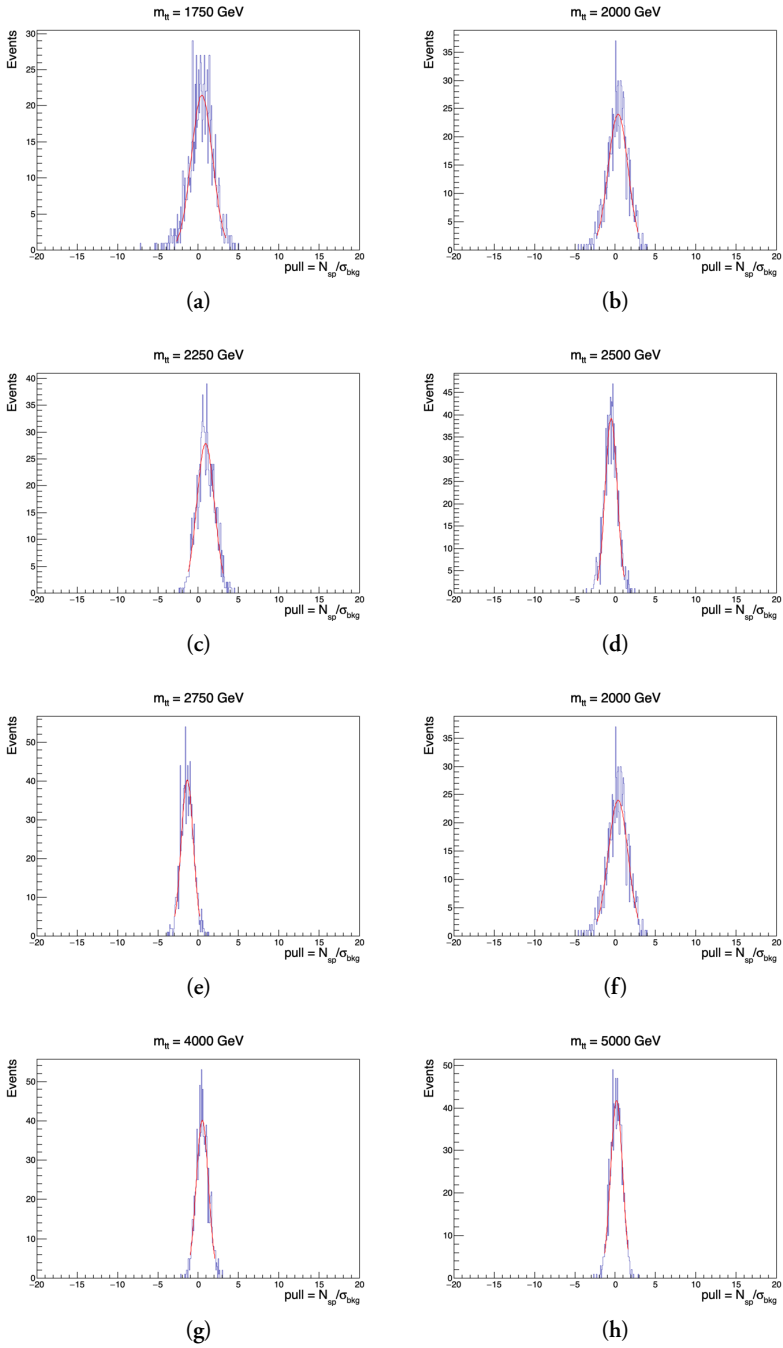 m_tt = 1750 GeV
Events
30
25
20
15
10
5
0
−20 −15 −10 −5 0 5 10 15 20
pull = N_sp/σ_bkg
(a)
m_tt = 2000 GeV
Events
35
30
25
20
15
10
5
0
−20 −15 −10 −5 0 5 10 15 20
pull = N_sp/σ_bkg
(b)
m_tt = 2250 GeV
Events
40
35
30
25
20
15
10
5
0
−20 −15 −10 −5 0 5 10 15 20
pull = N_sp/σ_bkg
(c)
m_tt = 2500 GeV
Events
45
40
35
30
25
20
15
10
5
0
−20 −15 −10 −5 0 5 10 15 20
pull = N_sp/σ_bkg
(d)
m_tt = 2750 GeV
Events
50
40
30
20
10
0
−20 −15 −10 −5 0 5 10 15 20
pull = N_sp/σ_bkg
(e)
m_tt = 2000 GeV
Events
35
30
25
20
15
10
5
0
−20 −15 −10 −5 0 5 10 15 20
pull = N_sp/σ_bkg
(f)
m_tt = 4000 GeV
Events
50
40
30
20
10
0
−20 −15 −10 −5 0 5 10 15 20
pull = N_sp/σ_bkg
(g)
m_tt = 5000 GeV
Events
50
40
30
20
10
0
−20 −15 −10 −5 0 5 10 15 20
pull = N_sp/σ_bkg
(h)